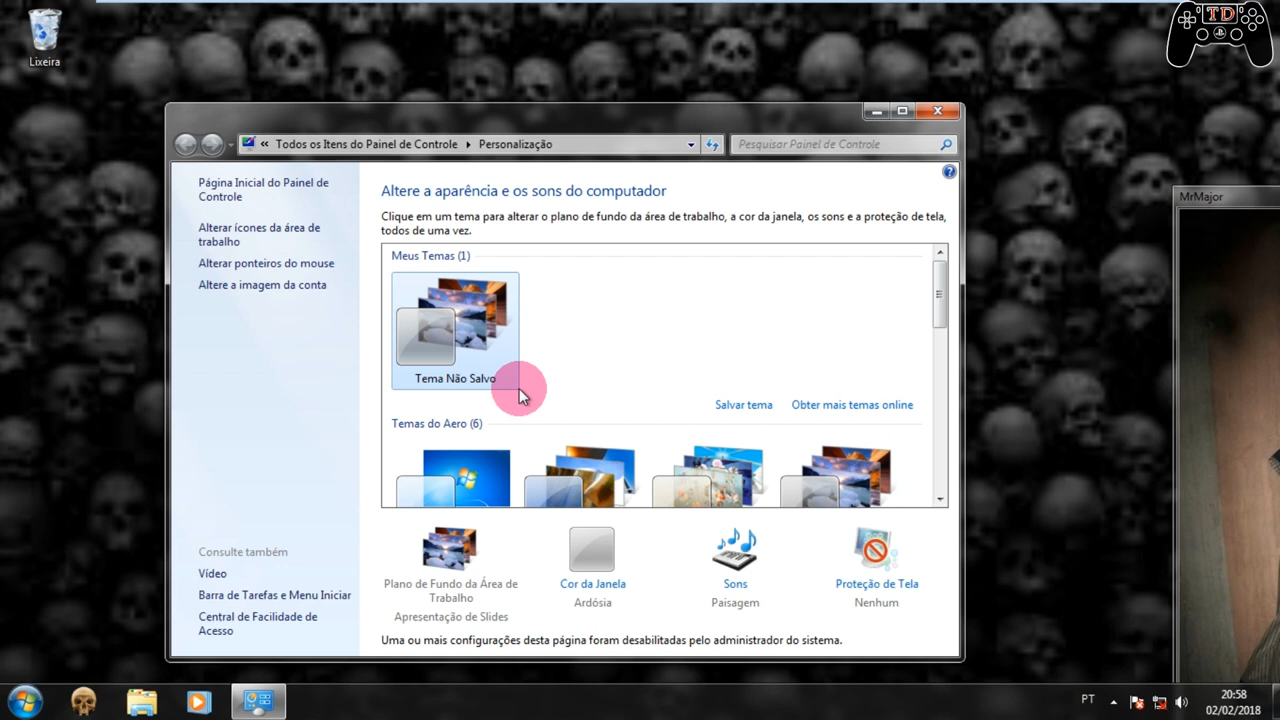 Lixeira
TD
Todos os Itens do Painel de Controle
Personalização
Pesquisar Painel de Controle
MrMajor
Página Inicial do Painel de
Controle
Alterar ícones da área de
trabalho
Alterar ponteiros do mouse
Altere a imagem da conta
Altere a aparência e os sons do computador
Clique em um tema para alterar o plano de fundo da área de trabalho, a cor da janela, os sons e a proteção de tela,
todos de uma vez.
Meus Temas (1)
Tema Não Salvo
Salvar tema
Obter mais temas online
Temas do Aero (6)
Plano de Fundo da Área de
Trabalho
Apresentação de Slides
Cor da Janela
Ardósia
Sons
Paisagem
Proteção de Tela
Nenhum
Uma ou mais configurações desta página foram desabilitadas pelo administrador do sistema.
Consulte também
Vídeo
Barra de Tarefas e Menu Iniciar
Central de Facilidade de
Acesso
PT
20:58
02/02/2018